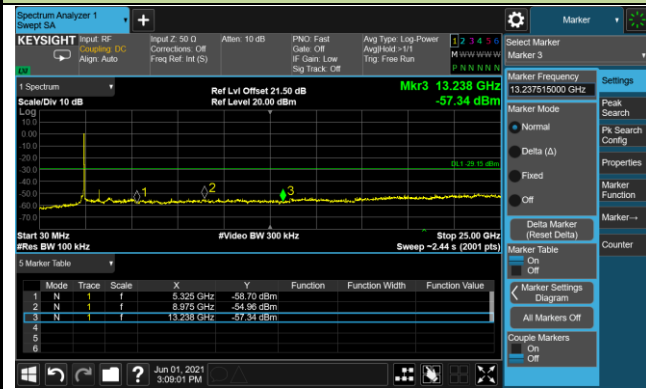 Spectrum Analyzer 1
Swept SA
+
Marker
KEYSIGHT
Input: RF
Coupling: DC
Align: Auto
Input Z: 50 Ω
Corrections: Off
Freq Ref: Int (S)
Atten: 10 dB
PNO: Fast
Gate: Off
IF Gain: Low
Sig Track: Off
Avg Type: Log-Power
Avg|Hold:>1/1
Trig: Free Run
1 2 3 4 5 6
M W W W W W
P N N N N N
LM
Select Marker
Marker 3
1 Spectrum
Scale/Div 10 dB
Log
Ref Lvl Offset 21.50 dB
Ref Level 20.00 dBm
Mkr3 13.238 GHz
-57.34 dBm
10.0
0.00
-10.0
-20.0
-30.0
-40.0
-50.0
-60.0
-70.0
DL1 -29.15 dBm
1
2
3
Start 30 MHz
#Res BW 100 kHz
#Video BW 300 kHz
Stop 25.00 GHz
Sweep ~2.44 s (2001 pts)
5 Marker Table
Mode Trace Scale X Y Function Function Width Function Value
1 N 1 f 5.325 GHz -58.70 dBm
2 N 1 f 8.975 GHz -54.96 dBm
3 N 1 f 13.238 GHz -57.34 dBm
4
5
6
Marker Frequency
13.237515000 GHz
Marker Mode
Normal
Delta (Δ)
Fixed
Off
Delta Marker
(Reset Delta)
Marker Table
On
Off
Marker Settings
Diagram
All Markers Off
Couple Markers
On
Off
Settings
Peak
Search
Pk Search
Config
Properties
Marker
Function
Marker→
Counter
?
Jun 01, 2021
3:09:01 PM